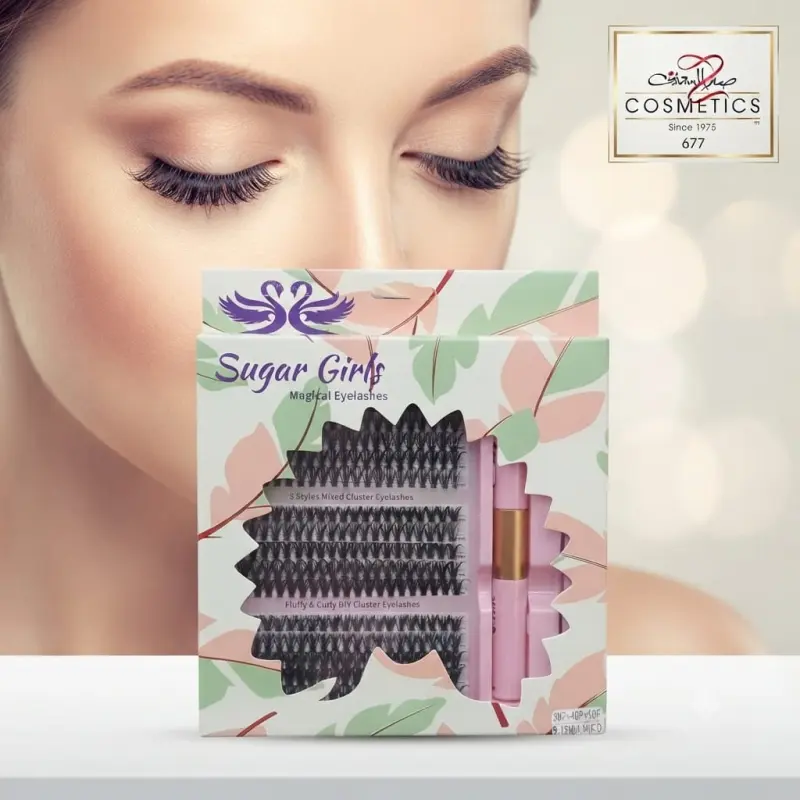 COSMETICS
Since 1975
677
Sugar Girls
Magical Eyelashes
5 Styles Mixed Cluster Eyelashes
Fluffy & Curly DIY Cluster Eyelashes